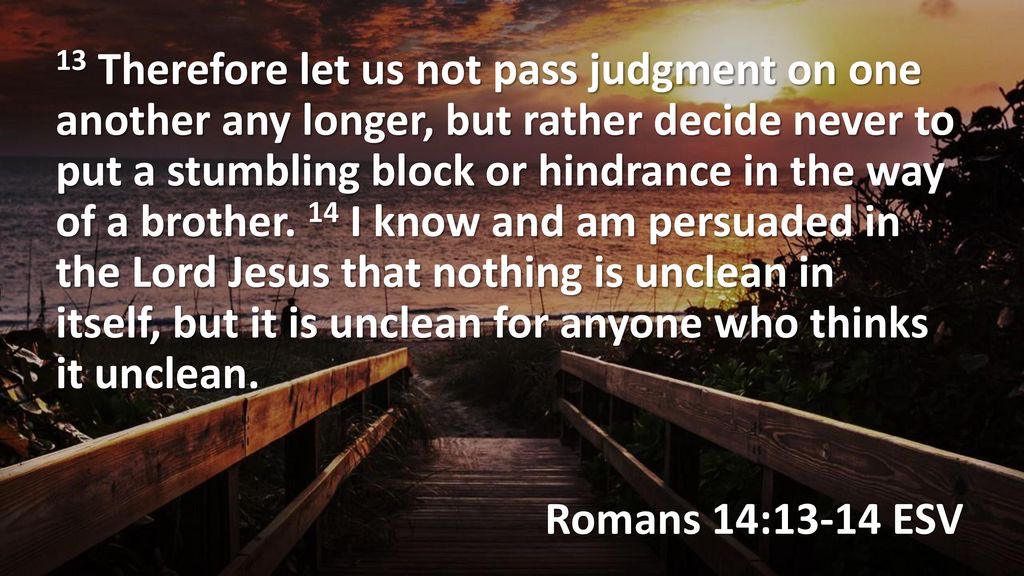 13 Therefore let us not pass judgment on one
another any longer, but rather decide never to
put a stumbling block or hindrance in the way
of a brother. 14 I know and am persuaded in
the Lord Jesus that nothing is unclean in
itself, but it is unclean for anyone who thinks
it unclean.
Romans 14:13-14 ESV